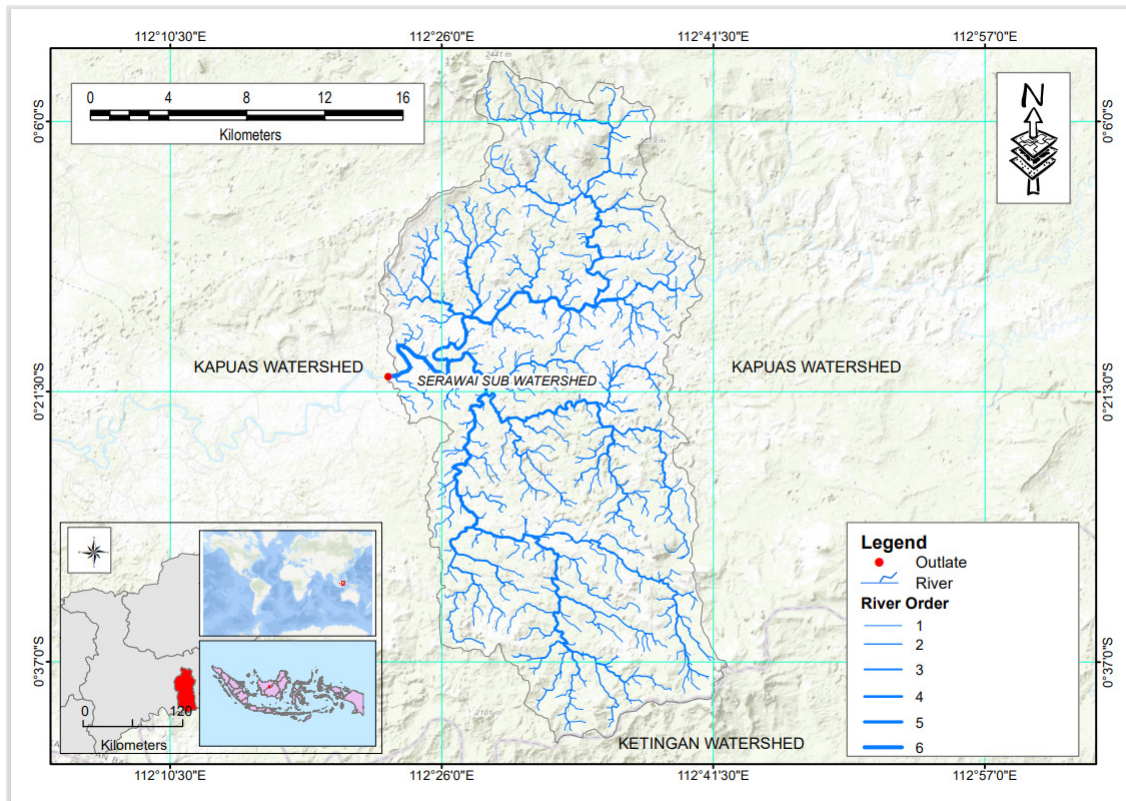 112°10'30"E
112°26'0"E
112°41'30"E
112°57'0"E
2441 m
0 4 8 12 16
Kilometers
N
0°6'0"S
0°6'0"S
KAPUAS WATERSHED
KAPUAS WATERSHED
SERAWAI SUB WATERSHED
0°21'30"S
0°21'30"S
Legend
Outlate
River
River Order
1
2
3
4
5
6
0°37'0"S
0°37'0"S
0 120
Kilometers
KETINGAN WATERSHED
112°10'30"E
112°26'0"E
112°41'30"E
112°57'0"E